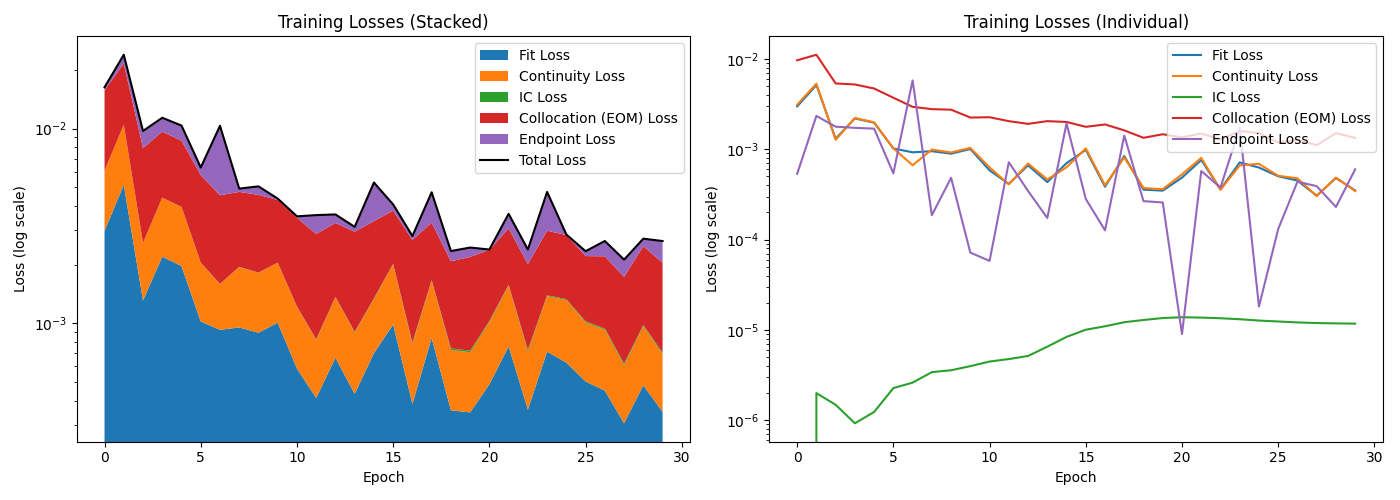 Training Losses (Stacked)
Loss (log scale)
10⁻²
10⁻³
Fit Loss
Continuity Loss
IC Loss
Collocation (EOM) Loss
Endpoint Loss
Total Loss
0 5 10 15 20 25 30
Epoch
Training Losses (Individual)
Loss (log scale)
10⁻²
10⁻³
10⁻⁴
10⁻⁵
10⁻⁶
Fit Loss
Continuity Loss
IC Loss
Collocation (EOM) Loss
Endpoint Loss
0 5 10 15 20 25 30
Epoch